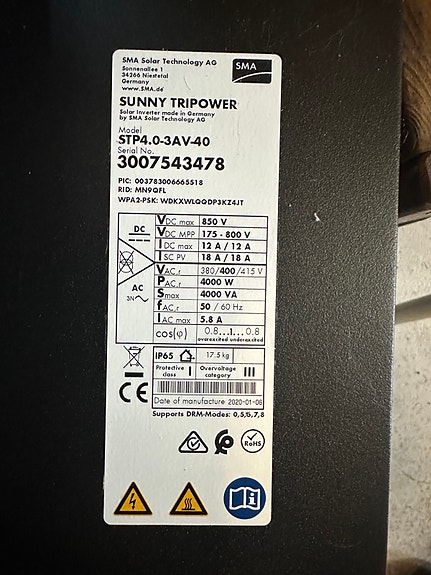 SMA Solar Technology AG
Sonnenallee 1
34266 Niestetal
Germany
www.SMA.de
SMA
SUNNY TRIPOWER
Solar Inverter made in Germany
by SMA Solar Technology AG
Model
STP4.0-3AV-40
Serial No.
3007543478
PIC: 003783006665518
RID: MN9QFL
WPA2-PSK: WDKXWLQQDP3KZ4JT
DC
AC
3N
VDC max 850 V
VDC MPP 175 - 800 V
IDC max 12 A / 12 A
ISC PV 18 A / 18 A
VAC,r 380/400/415 V
PAC,r 4000 W
Smax 4000 VA
fAC,r 50 / 60 Hz
IAC max 5.8 A
cos(φ) 0.8...1...0.8
overexcited underexcited
IP65 17.5 kg
Protective class I Overvoltage category III
CE
Date of manufacture 2020-01-06
Supports DRM-Modes: 0,5,6,7,8
RoHS